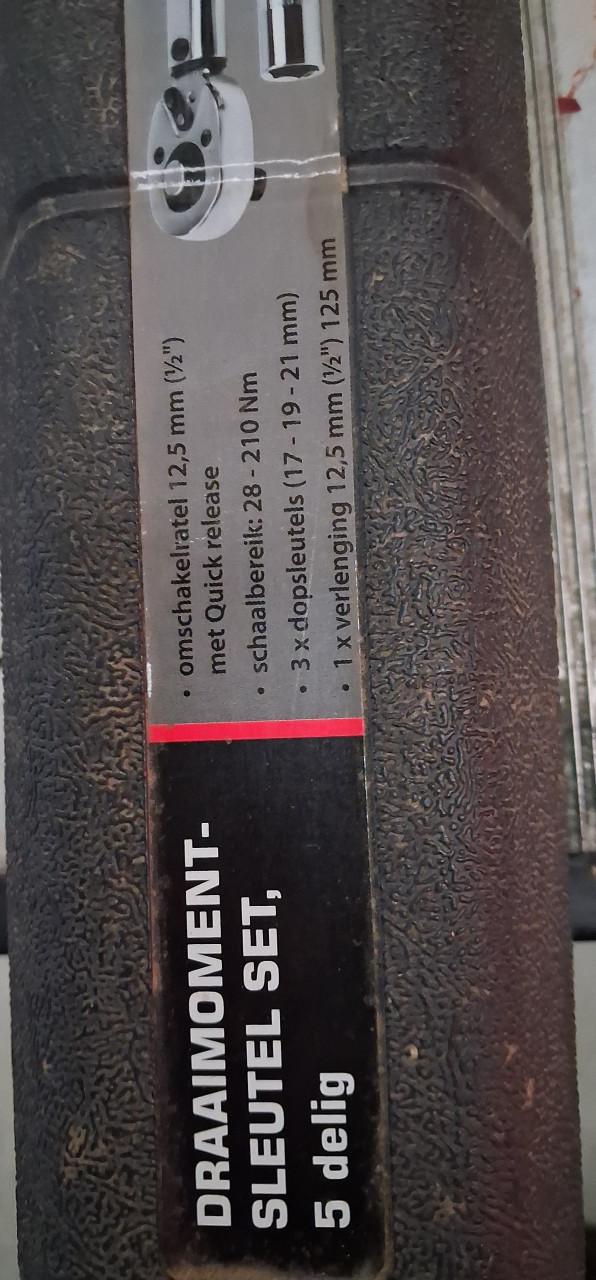 DRAAIMOMENT-
SLEUTEL SET,
5 delig
• omschakelratel 12,5 mm (½")
met Quick release
• schaalbereik: 28 - 210 Nm
• 3 x dopsleutels (17 - 19 - 21 mm)
• 1 x verlenging 12,5 mm (½") 125 mm